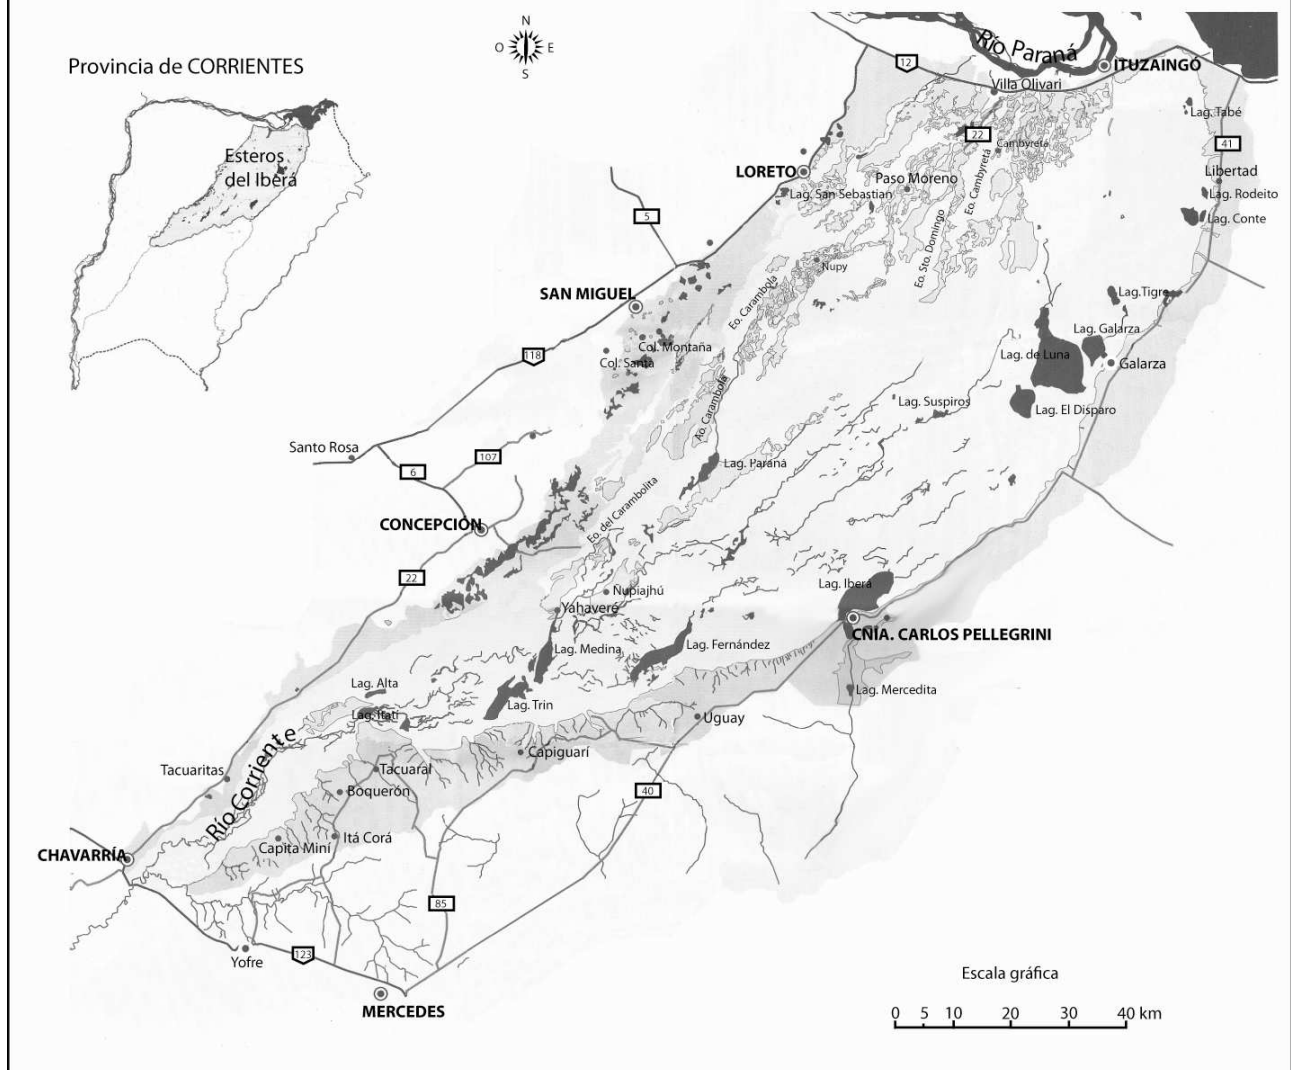 Provincia de CORRIENTES
Esteros
del Iberá
N
O
E
S
Río Paraná
ITUZAINGÓ
12
Villa Olivari
Lag. Tabé
22
Cambyretá
41
LORETO
Paso Moreno
Libertad
Lag. San Sebastian
Eo. Cambyretá
Lag. Rodeito
5
Lag. Conte
Eo. Sto. Domingo
Ñupy
SAN MIGUEL
Eo. Carambola
Lag.Tigre
Lag. Galarza
Col. Montaña
118
Lag. de Luna
Col. Santa
Galarza
Ao. Carambola
Lag. Suspiros
Lag. El Disparo
Santo Rosa
107
Lag. Paraná
6
Eo. del Carambolita
CONCEPCIÓN
22
Lag. Iberá
Ñupiajhú
Yahaveré
CNIA. CARLOS PELLEGRINI
Lag. Medina
Lag. Fernández
Lag. Alta
Lag. Mercedita
Lag. Itatí
Lag. Trin
Uguay
Río Corriente
Capiguarí
Tacuaritas
Tacuaral
Boquerón
40
Itá Corá
Capita Miní
CHAVARRÍA
85
123
Yofre
MERCEDES
Escala gráfica
0 5 10 20 30 40 km